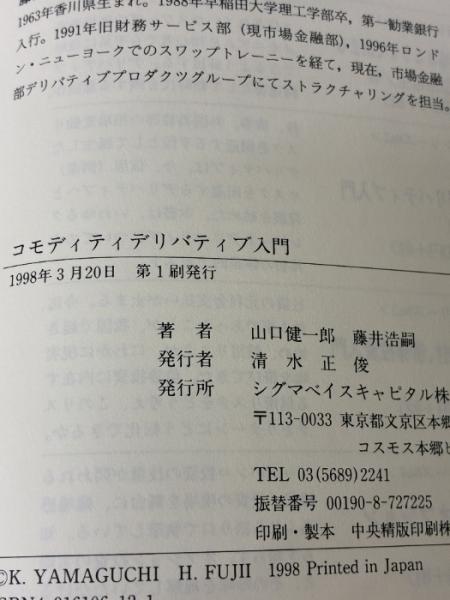 1963年香川県生まれ。1988年早稲田大学理工学部卒，第一勧業銀行
入行。1991年旧財務サービス部（現市場金融部），1996年ロンド
ン・ニューヨークでのスワップトレーニーを経て，現在，市場金融
部デリバティブプロダクツグループにてストラクチャリングを担当。
コモディティデリバティブ入門
1998年3月20日　第1刷発行
著者　山口健一郎　藤井浩嗣
発行者　清水正俊
発行所　シグマベイスキャピタル株
〒113-0033 東京都文京区本郷
コスモス本郷ビ
TEL 03(5689)2241
振替番号 00190-8-727225
印刷・製本　中央精版印刷株
©K. YAMAGUCHI H. FUJII 1998 Printed in Japan